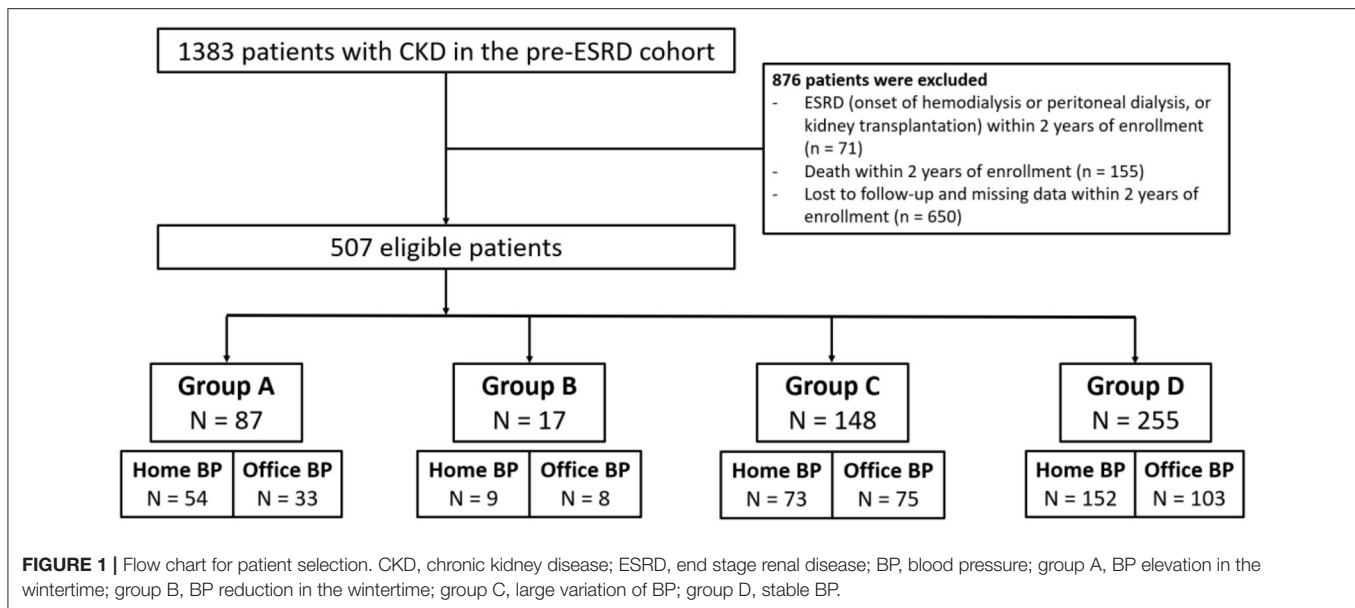 1383 patients with CKD in the pre-ESRD cohort
876 patients were excluded
- ESRD (onset of hemodialysis or peritoneal dialysis, or
kidney transplantation) within 2 years of enrollment
(n = 71)
- Death within 2 years of enrollment (n = 155)
- Lost to follow-up and missing data within 2 years of
enrollment (n = 650)
507 eligible patients
Group A
N = 87
Home BP
N = 54
Office BP
N = 33
Group B
N = 17
Home BP
N = 9
Office BP
N = 8
Group C
N = 148
Home BP
N = 73
Office BP
N = 75
Group D
N = 255
Home BP
N = 152
Office BP
N = 103
FIGURE 1 | Flow chart for patient selection. CKD, chronic kidney disease; ESRD, end stage renal disease; BP, blood pressure; group A, BP elevation in the
wintertime; group B, BP reduction in the wintertime; group C, large variation of BP; group D, stable BP.